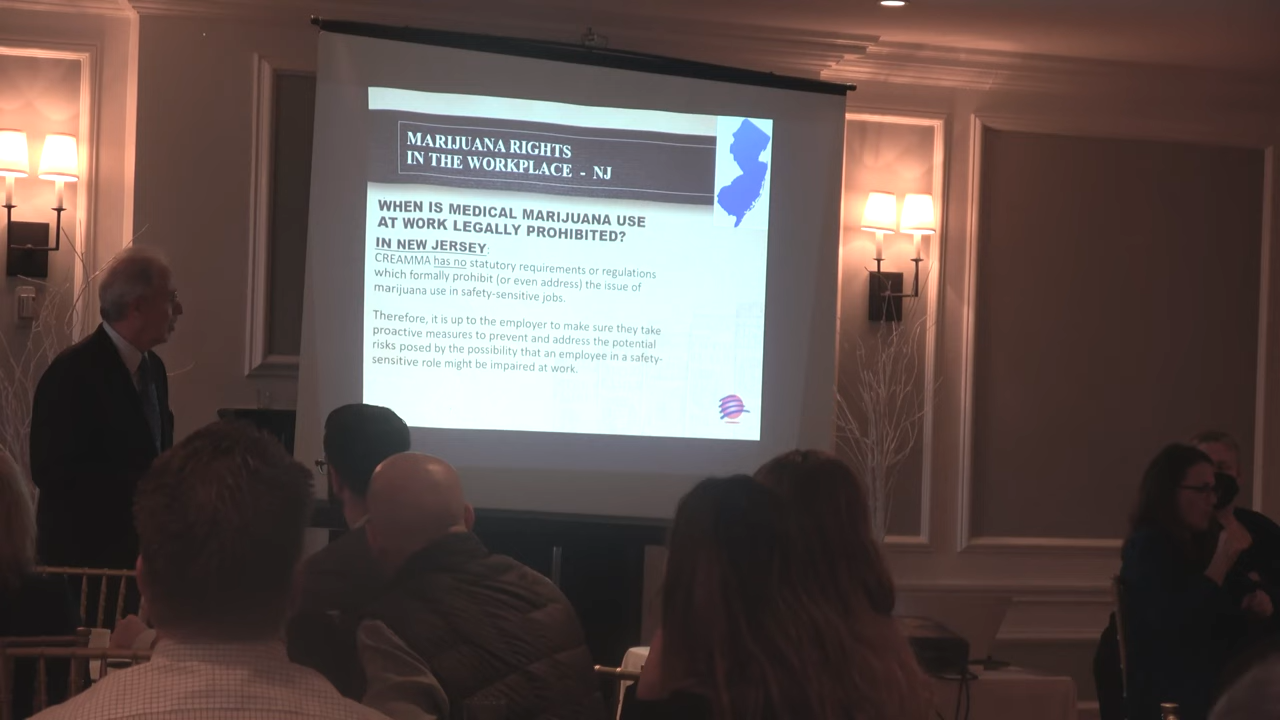 MARIJUANA RIGHTS
IN THE WORKPLACE - NJ
WHEN IS MEDICAL MARIJUANA USE
AT WORK LEGALLY PROHIBITED?
IN NEW JERSEY:
CREAMMA has no statutory requirements or regulations
which formally prohibit (or even address) the issue of
marijuana use in safety-sensitive jobs.
Therefore, it is up to the employer to make sure they take
proactive measures to prevent and address the potential
risks posed by the possibility that an employee in a safety-
sensitive role might be impaired at work.